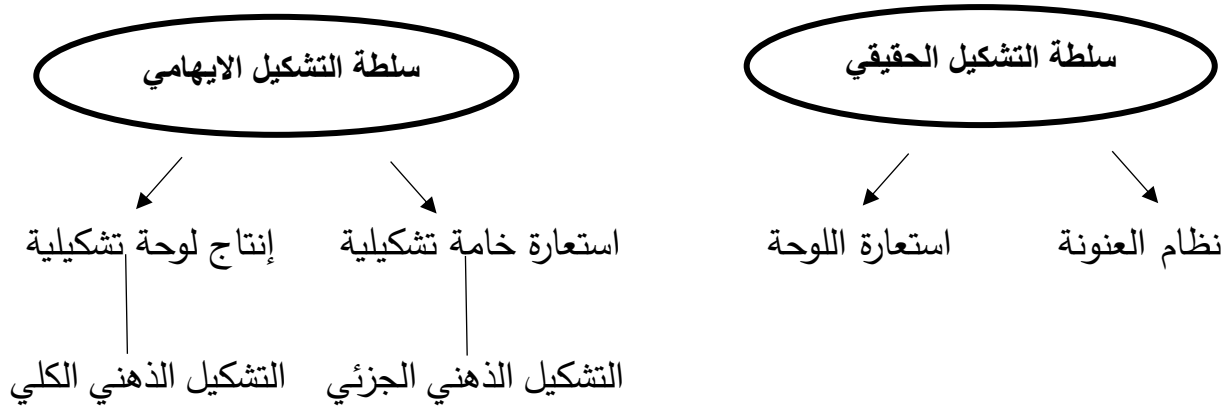 سلطة التشكيل الحقيقي
سلطة التشكيل الايهامي
نظام العنونة
استعارة اللوحة
استعارة خامة تشكيلية
إنتاج لوحة تشكيلية
التشكيل الذهني الجزئي
التشكيل الذهني الكلي